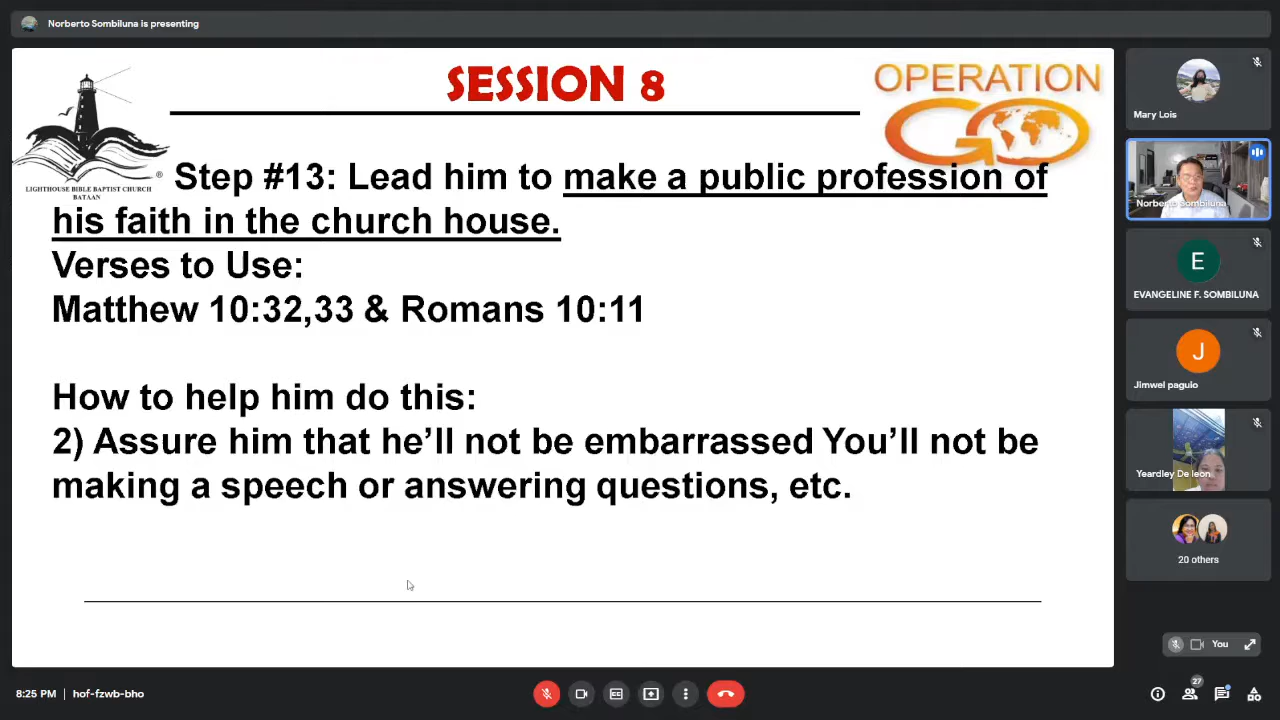 Norberto Sombiluna is presenting
SESSION 8
OPERATION
GO
LIGHTHOUSE BIBLE BAPTIST CHURCH
BATAAN
®
Step #13: Lead him to make a public profession of
his faith in the church house.
Verses to Use:
Matthew 10:32,33 & Romans 10:11
How to help him do this:
2) Assure him that he’ll not be embarrassed You’ll not be
making a speech or answering questions, etc.
Mary Lois
Norberto Sombiluna
E
EVANGELINE F. SOMBILUNA
J
Jimwel pagulo
Yeardley De leon
20 others
You
8:25 PM | hof-fzwb-bho
27